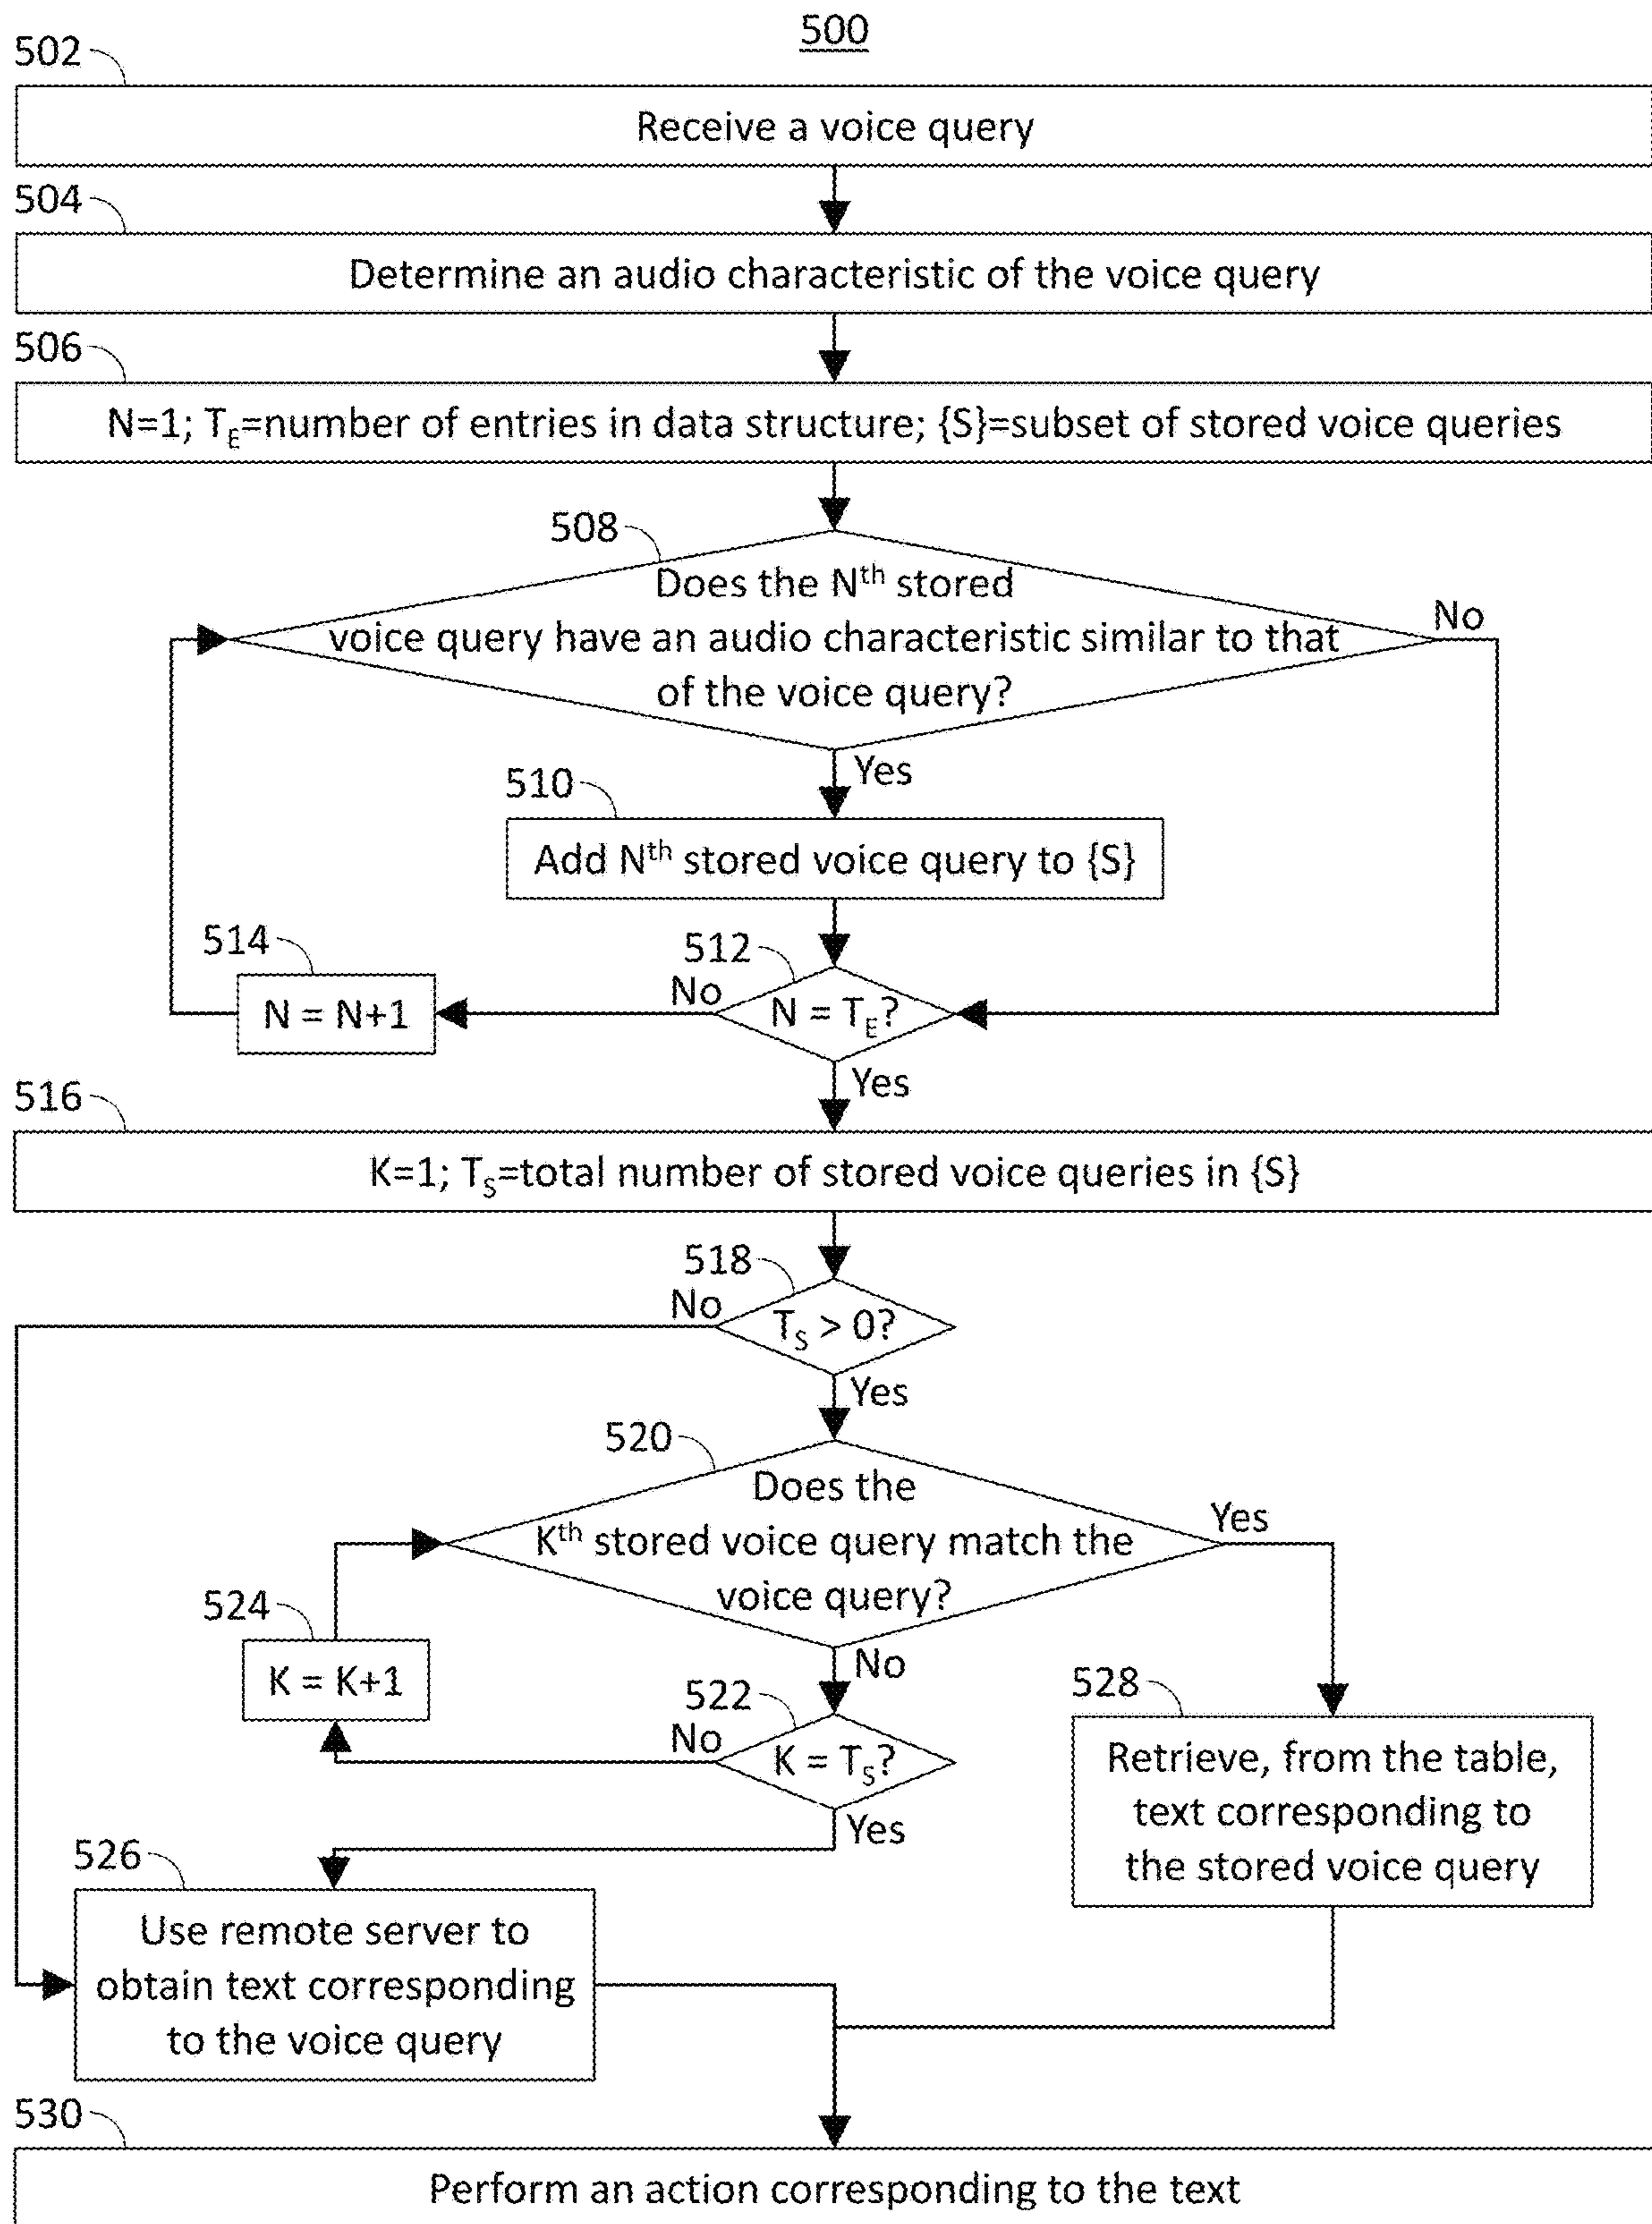 500
502
Receive a voice query
504
Determine an audio characteristic of the voice query
506
N=1; T_E=number of entries in data structure; {S}=subset of stored voice queries
508
Does the Nth stored
voice query have an audio characteristic similar to that
of the voice query?
No
Yes
510
Add Nth stored voice query to {S}
514
N = N+1
No
512
N = T_E?
Yes
516
K=1; T_S=total number of stored voice queries in {S}
518
No
T_S > 0?
Yes
520
Does the
Kth stored voice query match the
voice query?
Yes
524
K = K+1
No
522
No
K = T_S?
Yes
528
Retrieve, from the table,
text corresponding to
the stored voice query
526
Use remote server to
obtain text corresponding
to the voice query
530
Perform an action corresponding to the text